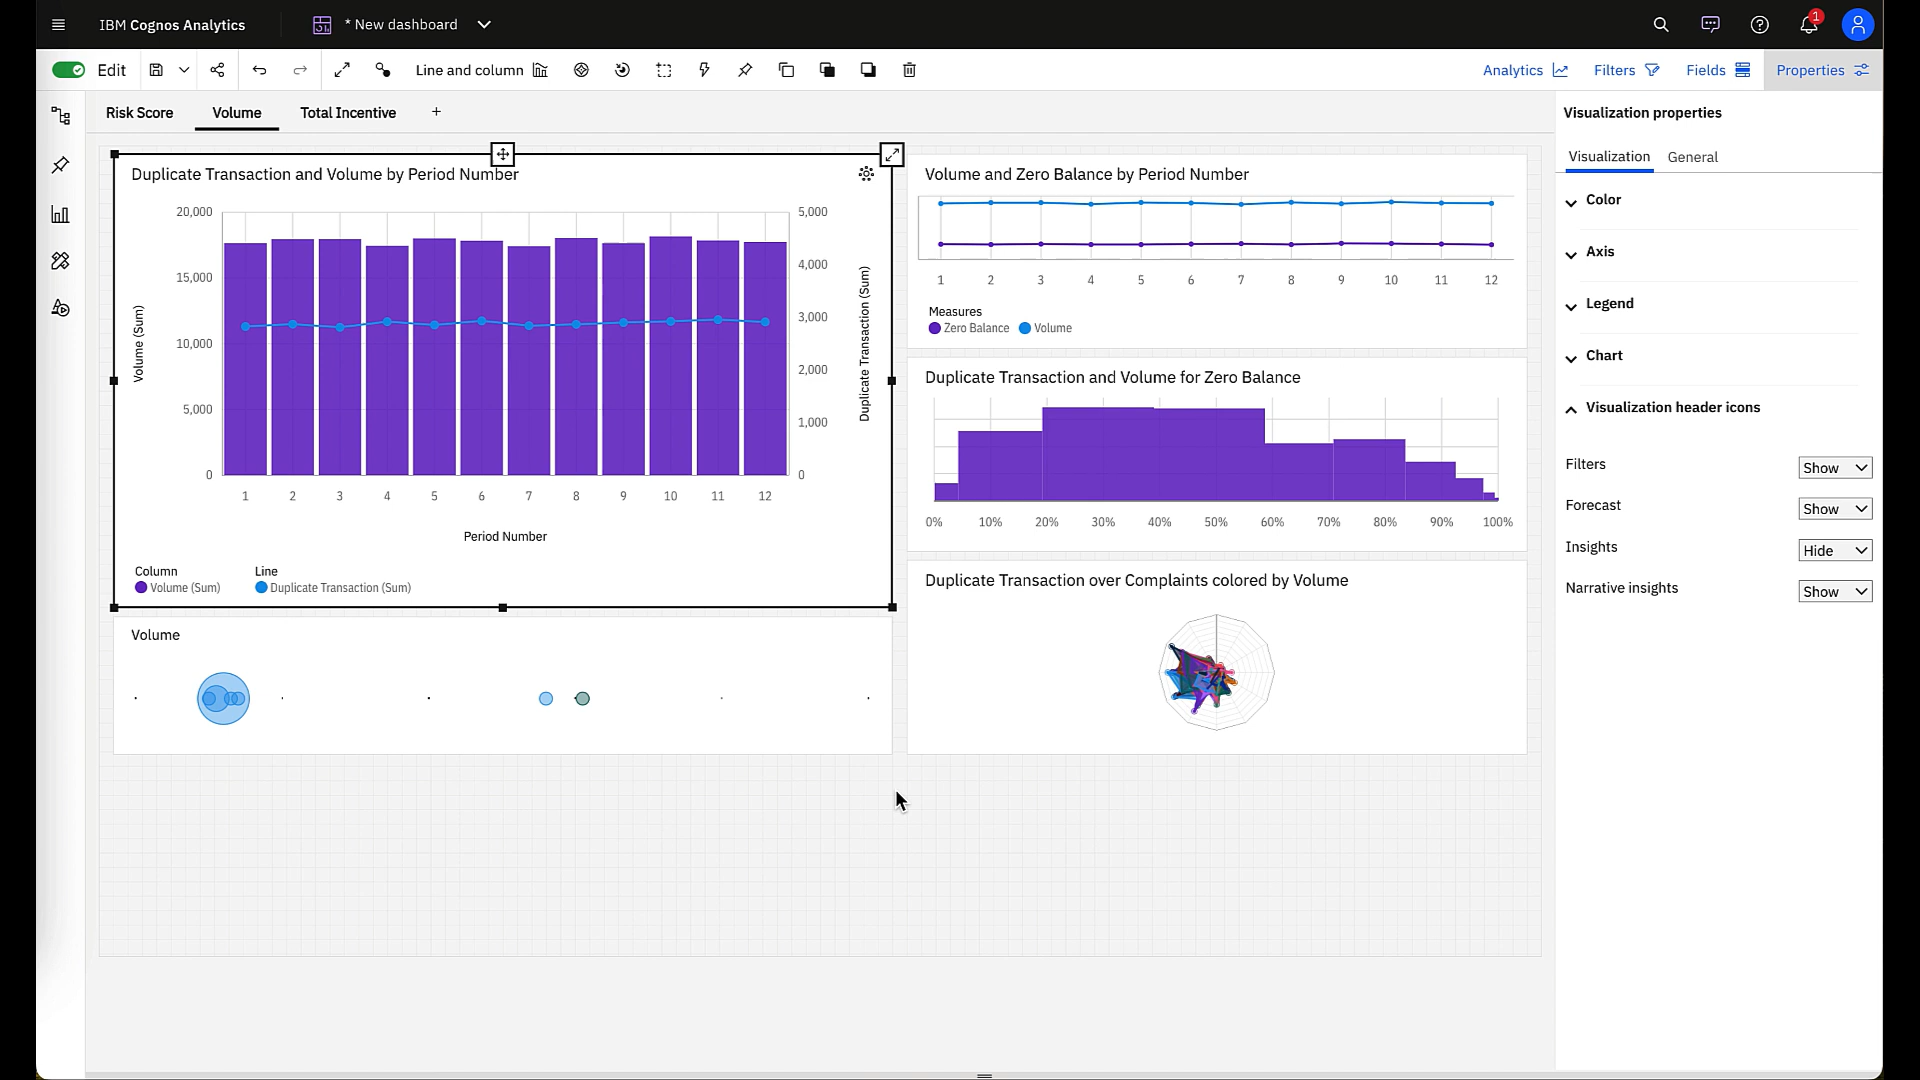 IBM Cognos Analytics
* New dashboard
1
Edit
Line and column
Analytics
Filters
Fields
Properties
Risk Score
Volume
Total Incentive
+
Duplicate Transaction and Volume by Period Number
20,000
15,000
10,000
5,000
0
Volume (Sum)
5,000
4,000
3,000
2,000
1,000
0
Duplicate Transaction (Sum)
1 2 3 4 5 6 7 8 9 10 11 12
Period Number
Column
Volume (Sum)
Line
Duplicate Transaction (Sum)
Volume
Volume and Zero Balance by Period Number
1 2 3 4 5 6 7 8 9 10 11 12
Measures
Zero Balance Volume
Duplicate Transaction and Volume for Zero Balance
0% 10% 20% 30% 40% 50% 60% 70% 80% 90% 100%
Duplicate Transaction over Complaints colored by Volume
Visualization properties
Visualization General
Color
Axis
Legend
Chart
Visualization header icons
Filters Show
Forecast Show
Insights Hide
Narrative insights Show